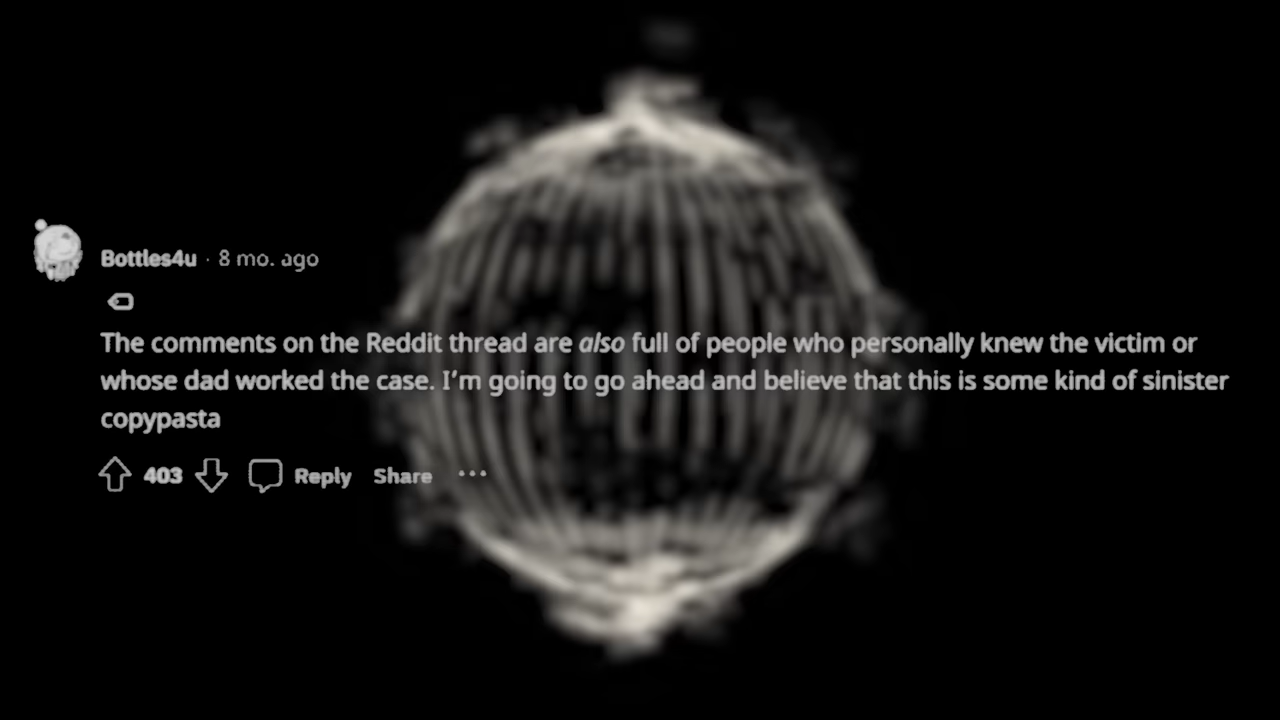 Bottles4u · 8 mo. ago
The comments on the Reddit thread are also full of people who personally knew the victim or
whose dad worked the case. I'm going to go ahead and believe that this is some kind of sinister
copypasta
403 Reply Share ...